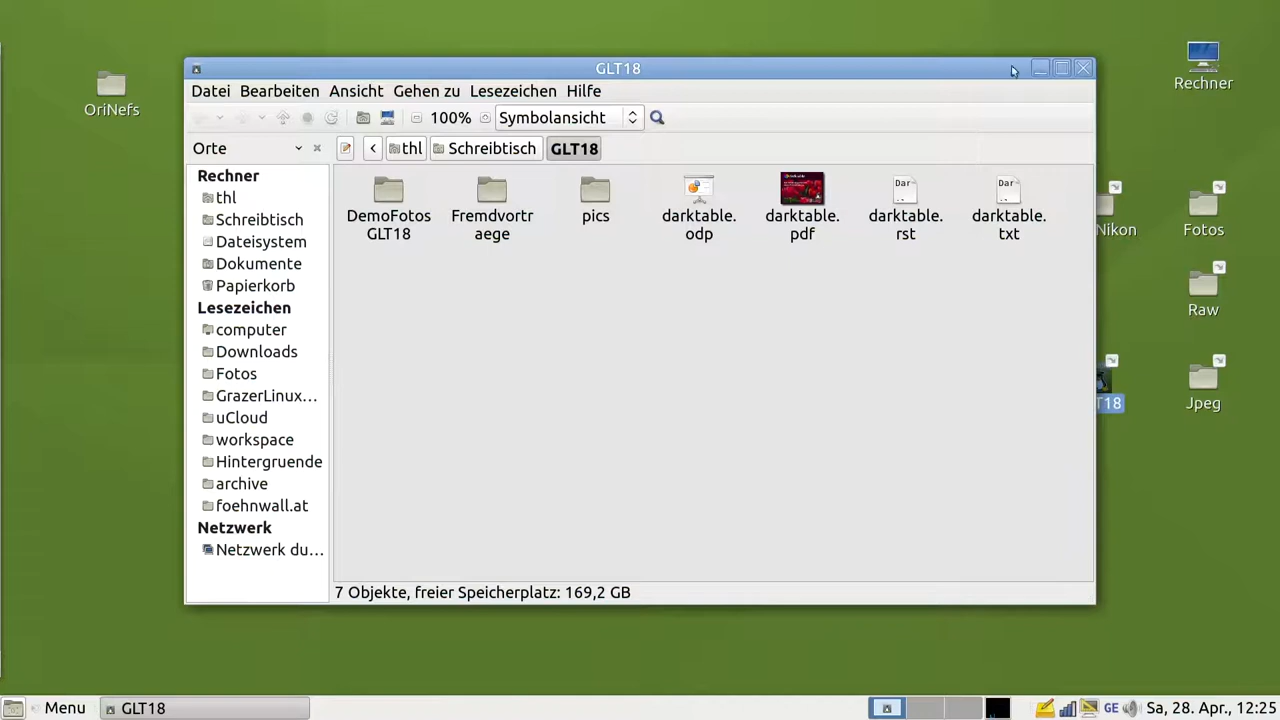 GLT18
Datei Bearbeiten Ansicht Gehen zu Lesezeichen Hilfe
100% Symbolansicht
Orte
thl Schreibtisch GLT18
Rechner
thl
Schreibtisch
Dateisystem
Dokumente
Papierkorb
Lesezeichen
computer
Downloads
Fotos
GrazerLinux...
uCloud
workspace
Hintergruende
archive
foehnwall.at
Netzwerk
Netzwerk du...
DemoFotos
GLT18
Fremdvortr
aege
pics
darktable.
odp
darktable.
pdf
Dar
darktable.
rst
Dar
darktable.
txt
7 Objekte, freier Speicherplatz: 169,2 GB
OriNefs
Rechner
Nikon
Fotos
Raw
T18
Jpeg
Menu
GLT18
GE
Sa, 28. Apr., 12:25